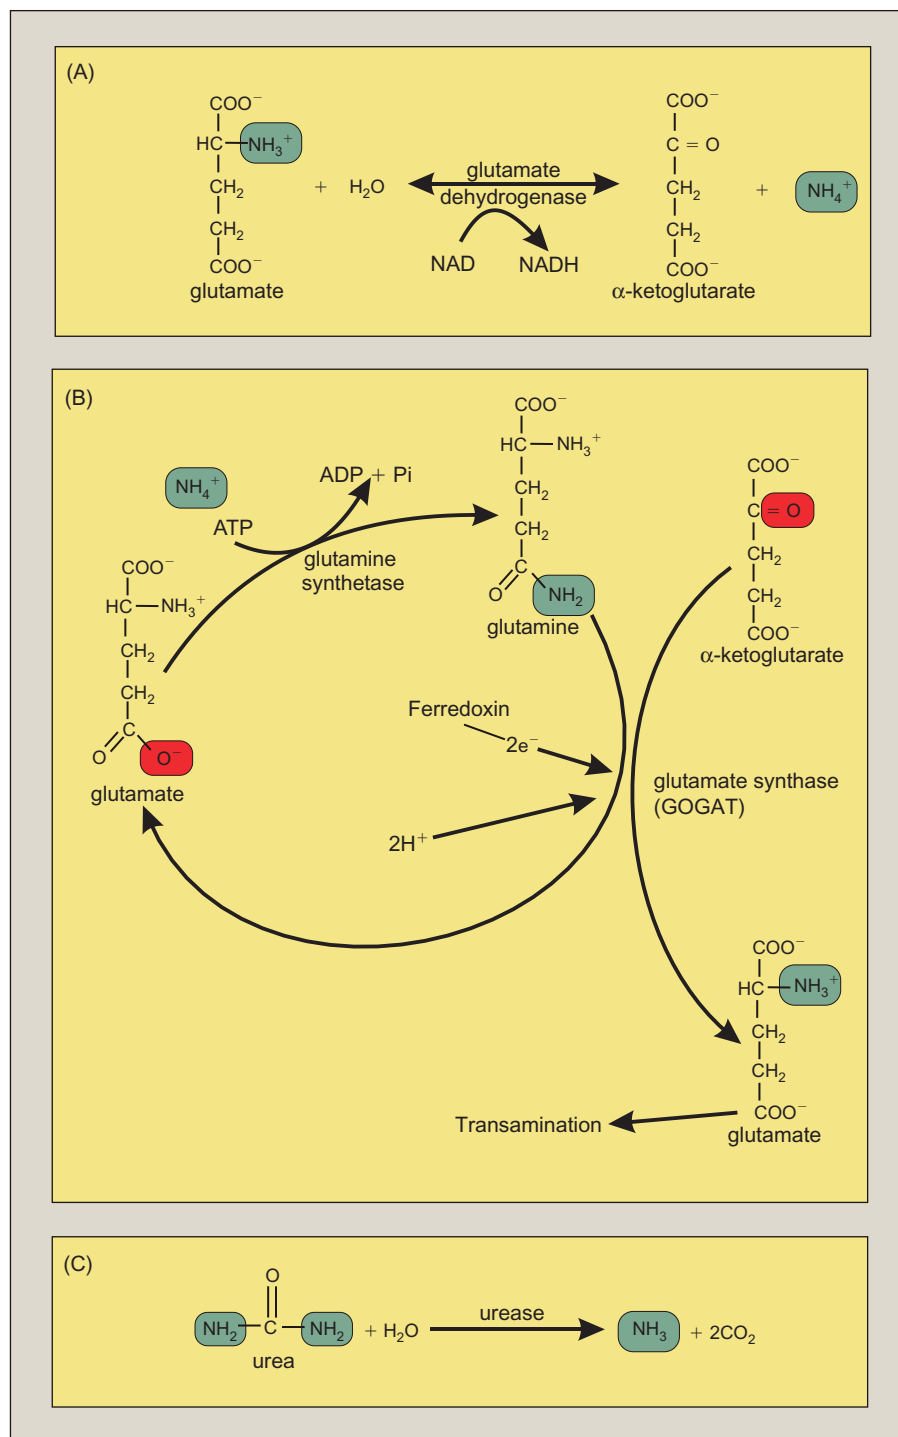 (A)
COO⁻
HC NH₃⁺
CH₂
CH₂
COO⁻
glutamate
+ H₂O
glutamate
dehydrogenase
NAD NADH
COO⁻
C = O
CH₂
CH₂
COO⁻
α-ketoglutarate
+ NH₄⁺
(B)
NH₄⁺
ATP
ADP + Pi
glutamine
synthetase
COO⁻
HC NH₃⁺
CH₂
CH₂
C
O O⁻
glutamate
COO⁻
HC NH₃⁺
CH₂
CH₂
C
O NH₂
glutamine
COO⁻
C = O
CH₂
CH₂
COO⁻
α-ketoglutarate
Ferredoxin
2e⁻
2H⁺
glutamate synthase
(GOGAT)
COO⁻
HC NH₃⁺
CH₂
CH₂
COO⁻
glutamate
Transamination
(C)
O
NH₂ C NH₂ + H₂O
urea
urease
NH₃ + 2CO₂